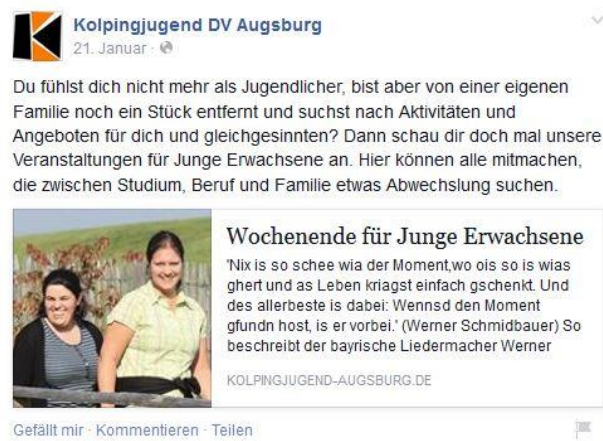 Kolpingjugend DV Augsburg
21. Januar ·
Du fühlst dich nicht mehr als Jugendlicher, bist aber von einer eigenen
Familie noch ein Stück entfernt und suchst nach Aktivitäten und
Angeboten für dich und gleichgesinnten? Dann schau dir doch mal unsere
Veranstaltungen für Junge Erwachsene an. Hier können alle mitmachen,
die zwischen Studium, Beruf und Familie etwas Abwechslung suchen.
Wochenende für Junge Erwachsene
'Nix is so schee wia der Moment,wo ois so is wias
ghert und as Leben kriagst einfach gschenkt. Und
des allerbeste is dabei: Wennsd den Moment
gfundn host, is er vorbei.' (Werner Schmidbauer) So
beschreibt der bayrische Liedermacher Werner
KOLPINGJUGEND-AUGSBURG.DE
Gefällt mir · Kommentieren · Teilen